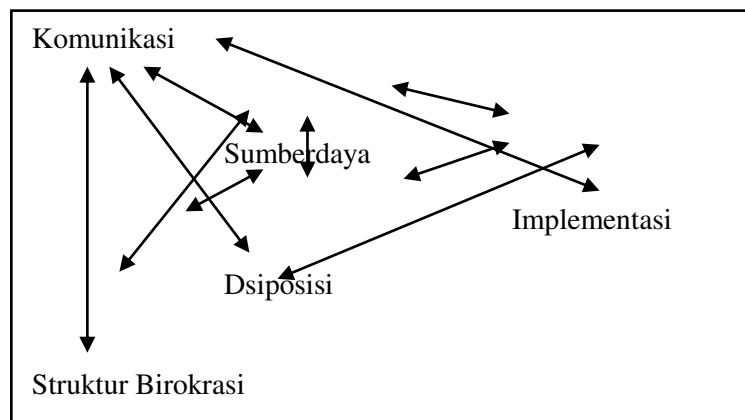 Komunikasi
Sumberdaya
Implementasi
Dsiposisi
Struktur Birokrasi